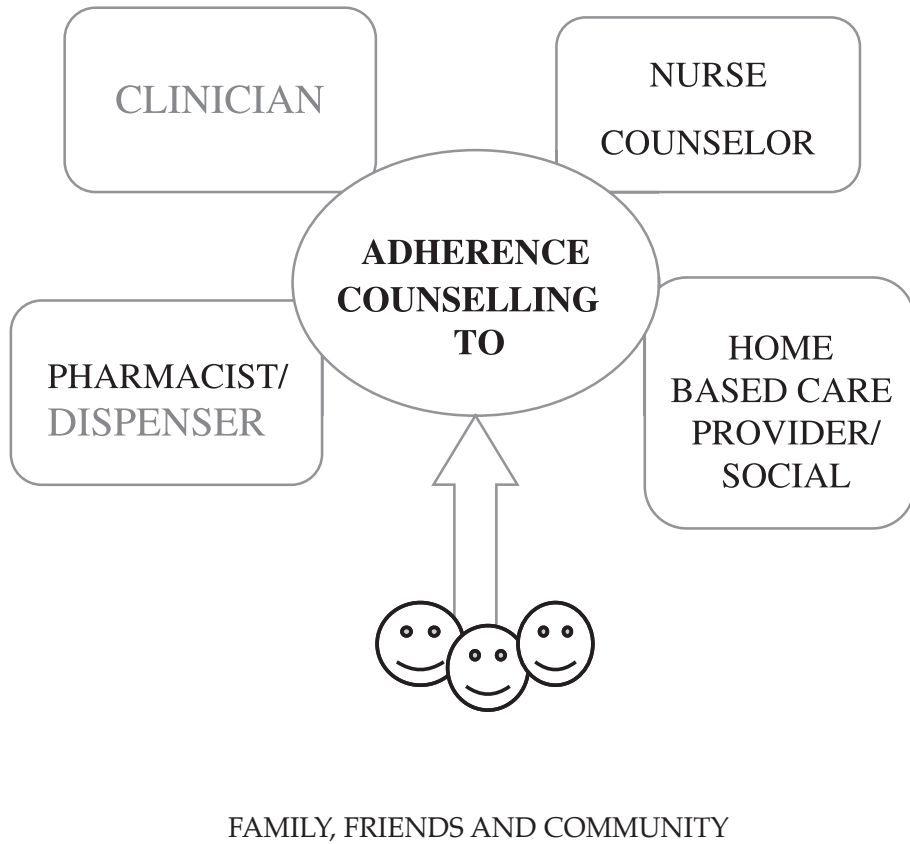 CLINICIAN
NURSE
COUNSELOR
ADHERENCE
COUNSELLING
TO
PHARMACIST/
DISPENSER
HOME
BASED CARE
PROVIDER/
SOCIAL
FAMILY, FRIENDS AND COMMUNITY